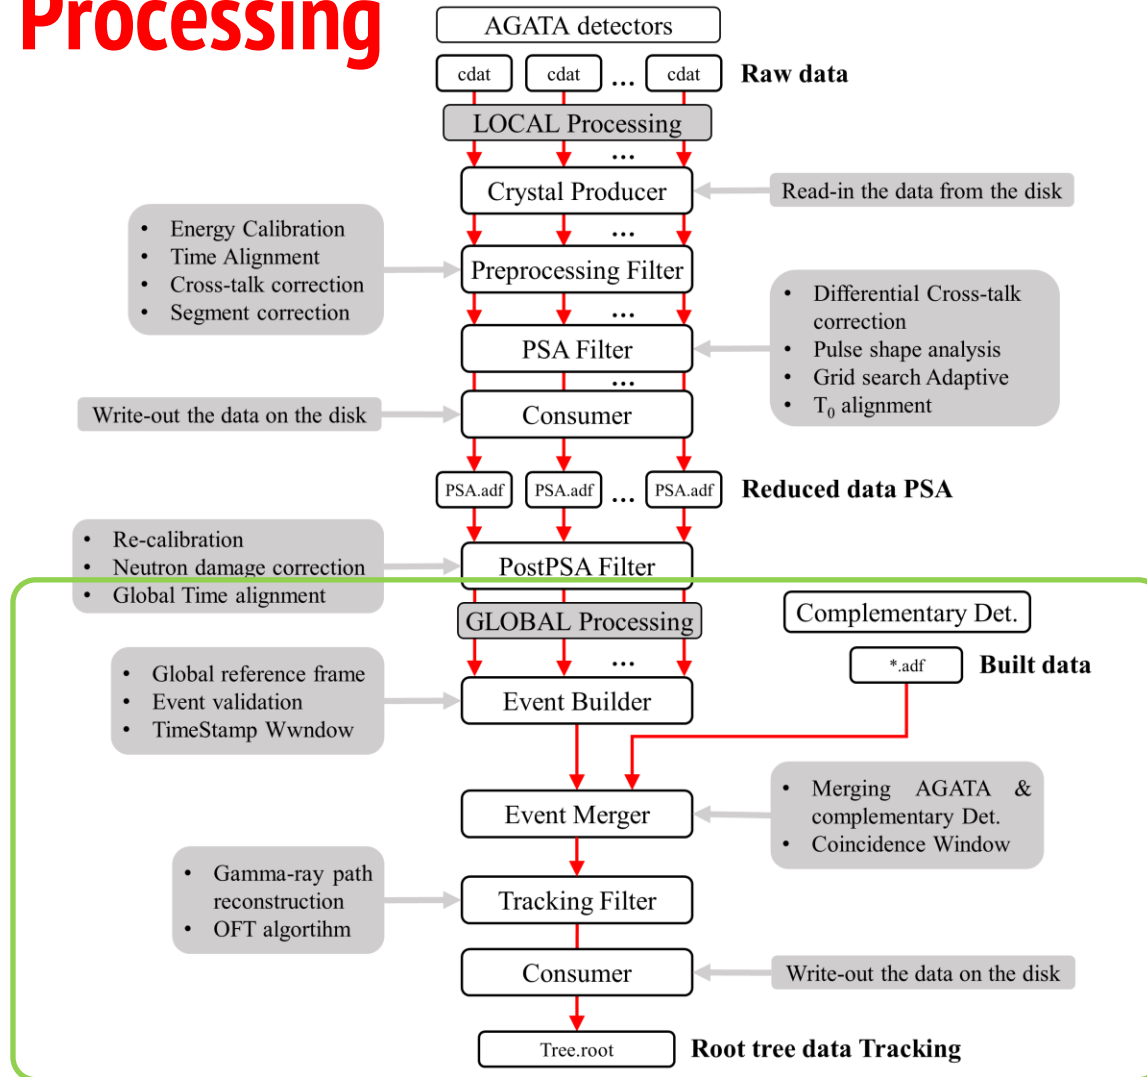 Processing
AGATA detectors
cdat cdat ... cdat Raw data
LOCAL Processing
...
Crystal Producer
Read-in the data from the disk
...
• Energy Calibration
• Time Alignment
• Cross-talk correction
• Segment correction
Preprocessing Filter
...
• Differential Cross-talk
correction
• Pulse shape analysis
• Grid search Adaptive
• T₀ alignment
PSA Filter
...
Write-out the data on the disk
Consumer
PSA.adf PSA.adf ... PSA.adf Reduced data PSA
• Re-calibration
• Neutron damage correction
• Global Time alignment
PostPSA Filter
GLOBAL Processing
...
Complementary Det.
*.adf Built data
• Global reference frame
• Event validation
• TimeStamp Wwndow
Event Builder
Event Merger
• Merging AGATA &
complementary Det.
• Coincidence Window
• Gamma-ray path
reconstruction
• OFT algortihm
Tracking Filter
Consumer
Write-out the data on the disk
Tree.root Root tree data Tracking